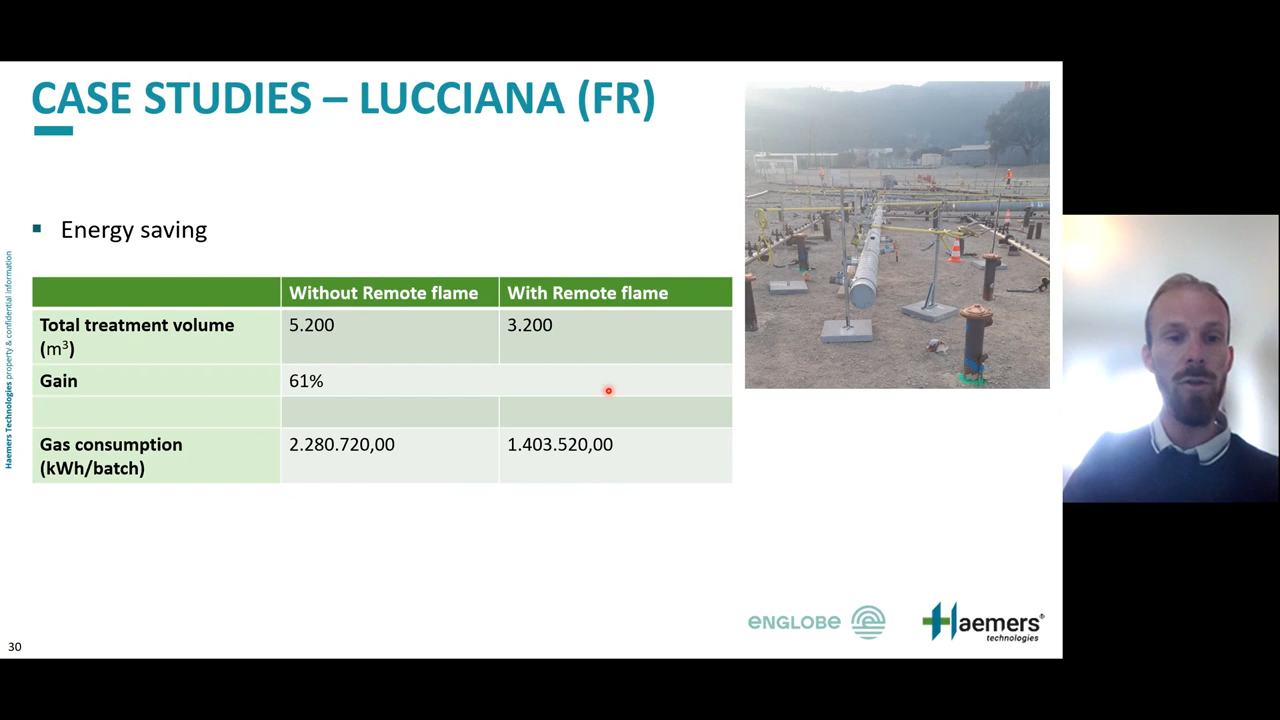 CASE STUDIES – LUCCIANA (FR)
▪ Energy saving
Without Remote flame With Remote flame
Total treatment volume (m³) 5.200 3.200
Gain 61%
Gas consumption (kWh/batch) 2.280.720,00 1.403.520,00
Haemers Technologies property & confidential information
ENGLOBE
Haemers®
technologies
30